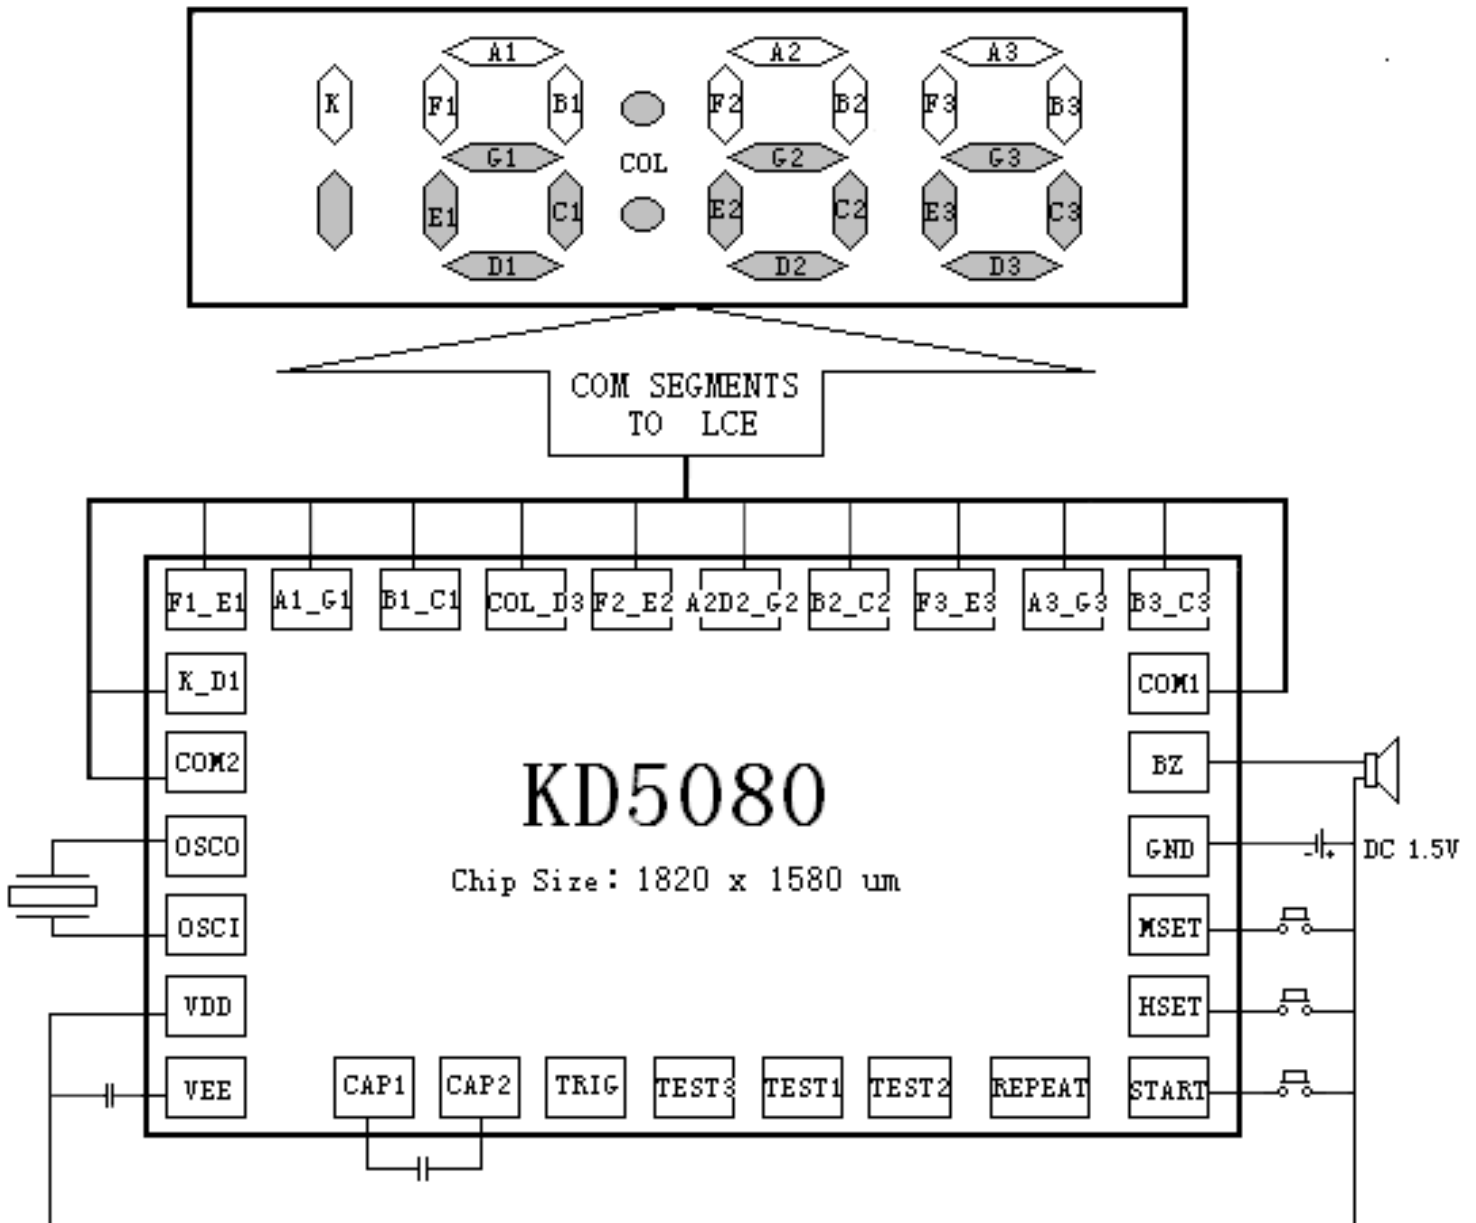 A1 A2 A3
K F1 B1 F2 B2 F3 B3
G1 COL G2 G3
E1 C1 E2 C2 E3 C3
D1 D2 D3
COM SEGMENTS
TO LCE
F1_E1 A1_G1 B1_C1 COL_D3 F2_E2 A2D2_G2 B2_C2 F3_E3 A3_G3 B3_C3
K_D1 COM1
COM2 BZ
KD5080
OSCO GND - + DC 1.5V
Chip Size: 1820 x 1580 um
OSCI MSET
VDD HSET
VEE CAP1 CAP2 TRIG TEST3 TEST1 TEST2 REPEAT START